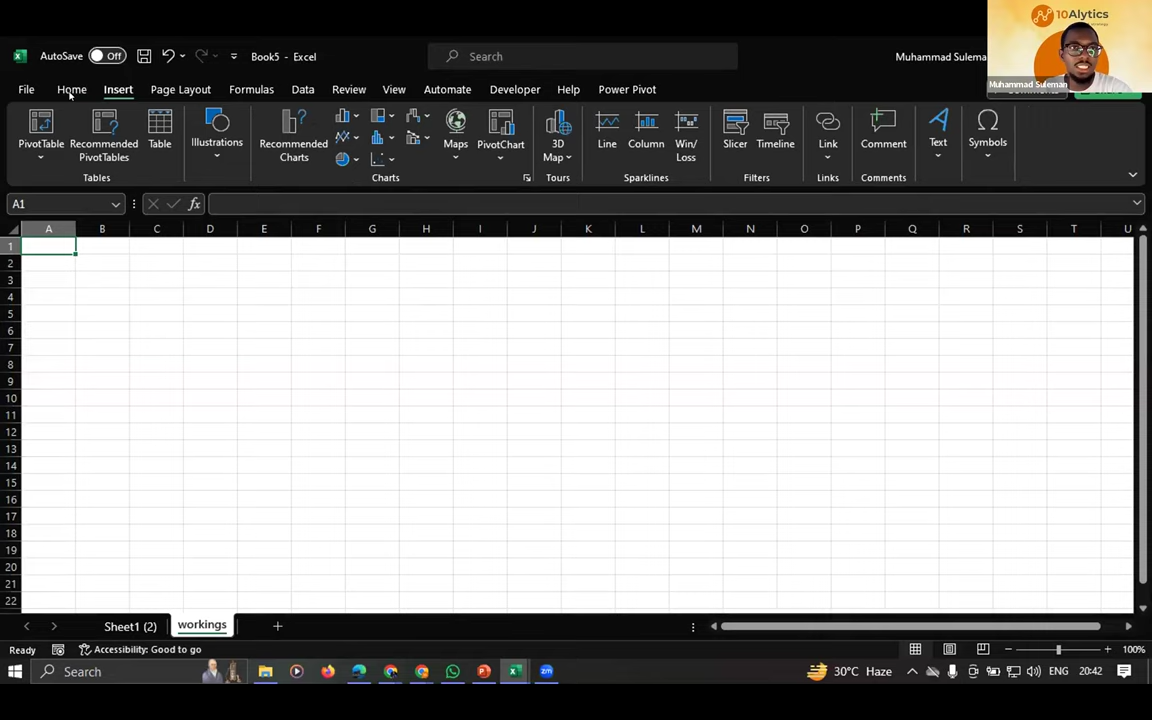 10Alytics
Muhammad Suleman
AutoSave Off Book5 - Excel Search Muhammad Sulema
File Home Insert Page Layout Formulas Data Review View Automate Developer Help Power Pivot
PivotTable Recommended PivotTables Table Illustrations Recommended Charts Maps PivotChart 3D Map Line Column Win/ Loss Slicer Timeline Link Comment Text Symbols
Tables Charts Tours Sparklines Filters Links Comments
A1 fx
A B C D E F G H I J K L M N O P Q R S T U
1
2
3
4
5
6
7
8
9
10
11
12
13
14
15
16
17
18
19
20
21
22
Sheet1 (2) workings
Ready Accessibility: Good to go 100%
Search 30°C Haze ENG 20:42